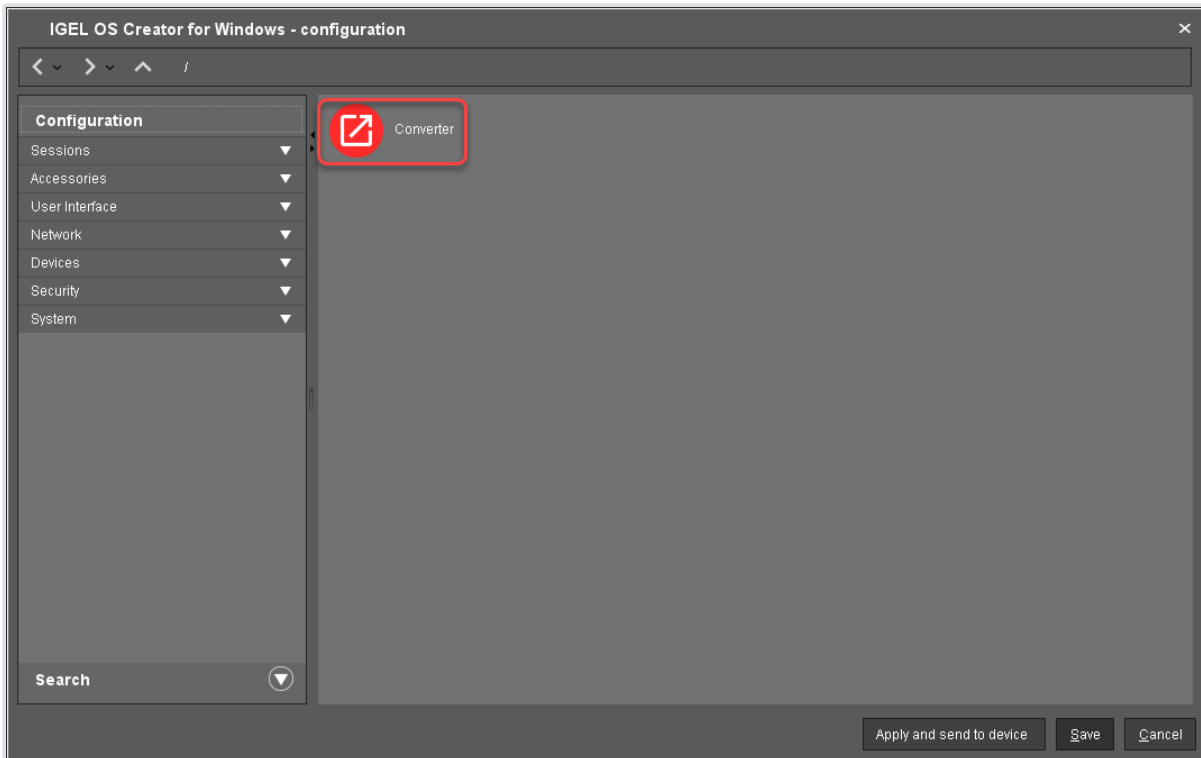 IGEL OS Creator for Windows - configuration
/
Configuration
Converter
Sessions
Accessories
User Interface
Network
Devices
Security
System
Search
Apply and send to device Save Cancel